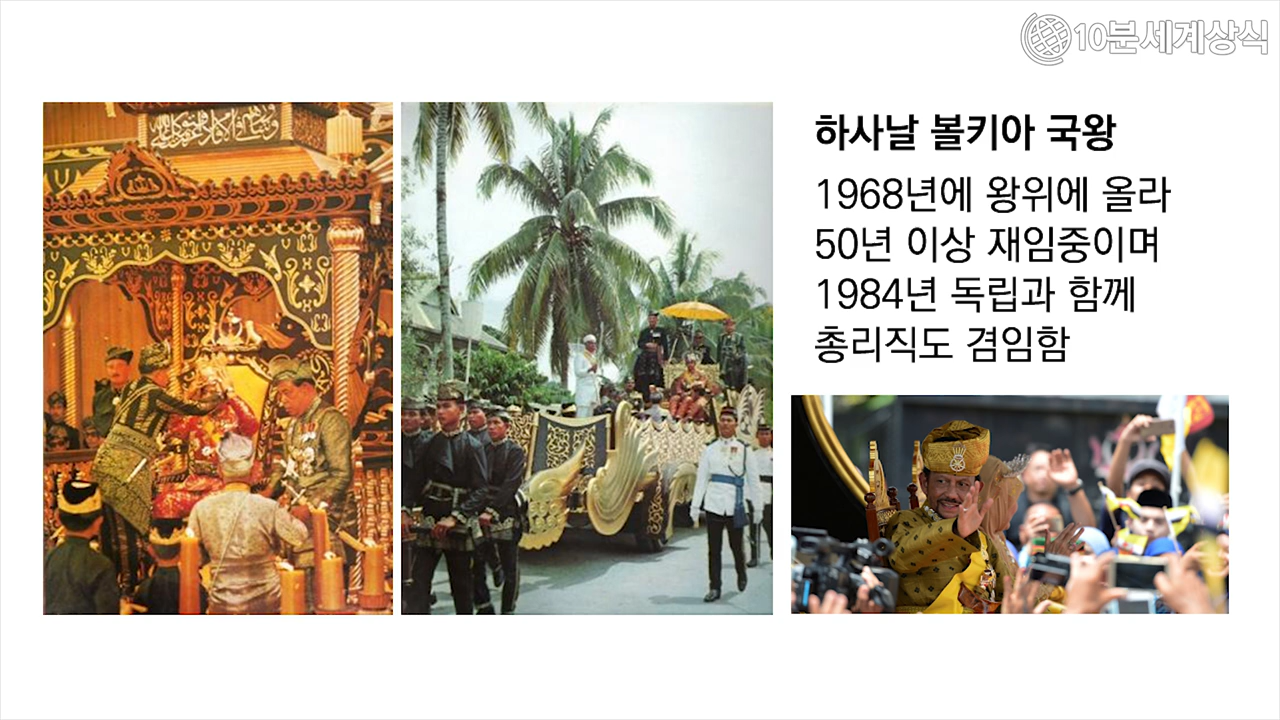 10분세계상식
하사날 볼키아 국왕
1968년에 왕위에 올라
50년 이상 재임중이며
1984년 독립과 함께
총리직도 겸임함